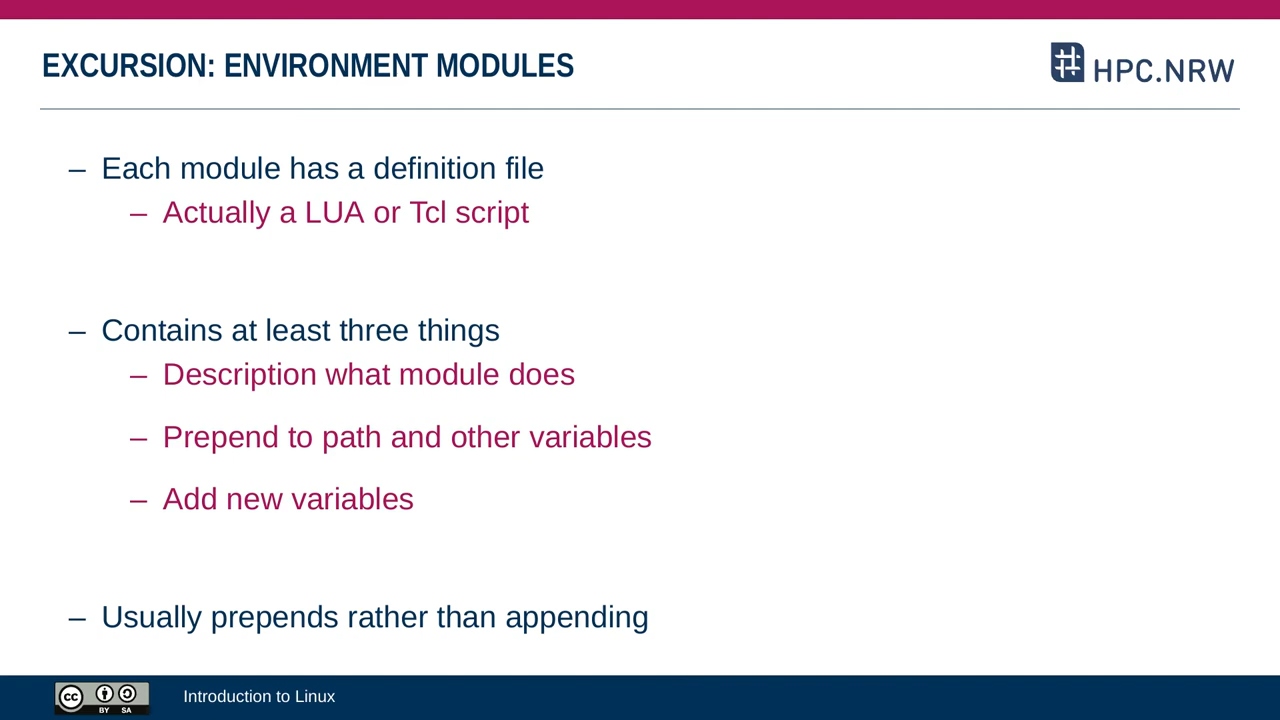 EXCURSION: ENVIRONMENT MODULES
HPC.NRW
– Each module has a definition file
– Actually a LUA or Tcl script
– Contains at least three things
– Description what module does
– Prepend to path and other variables
– Add new variables
– Usually prepends rather than appending
cc BY SA
Introduction to Linux